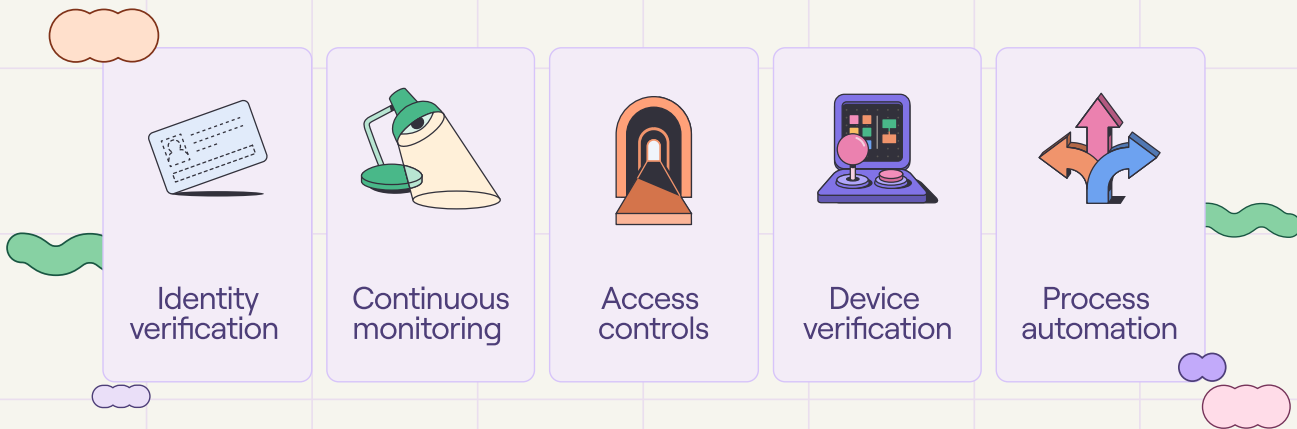 Identity
verification
Continuous
monitoring
Access
controls
Device
verification
Process
automation